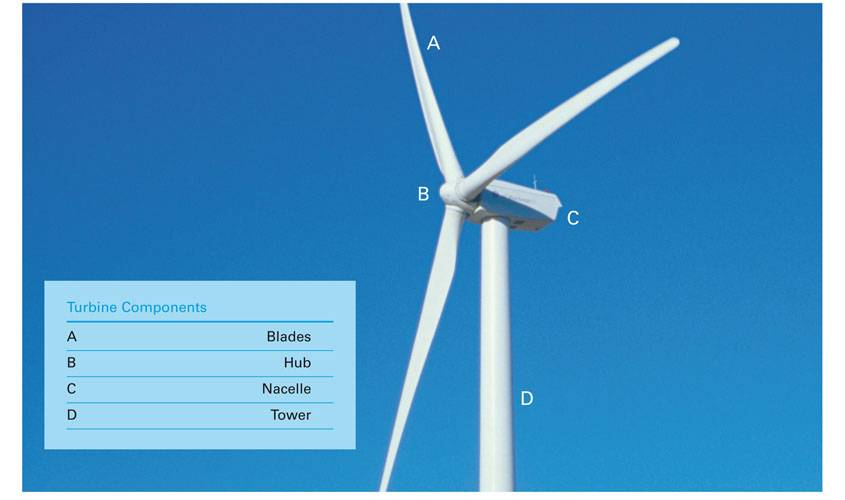 A
B
C
D
Turbine Components
A Blades
B Hub
C Nacelle
D Tower